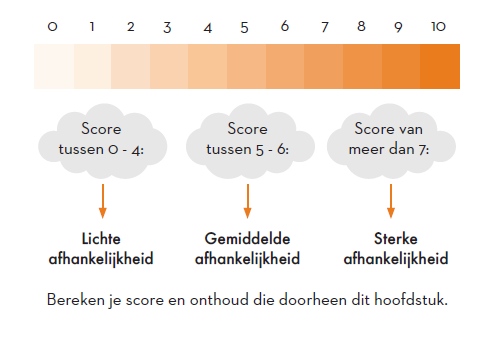 0 1 2 3 4 5 6 7 8 9 10
Score
tussen 0 - 4:
Score
tussen 5 - 6:
Score van
meer dan 7:
Lichte
afhankelijkheid
Gemiddelde
afhankelijkheid
Sterke
afhankelijkheid
Bereken je score en onthoud die doorheen dit hoofdstuk.